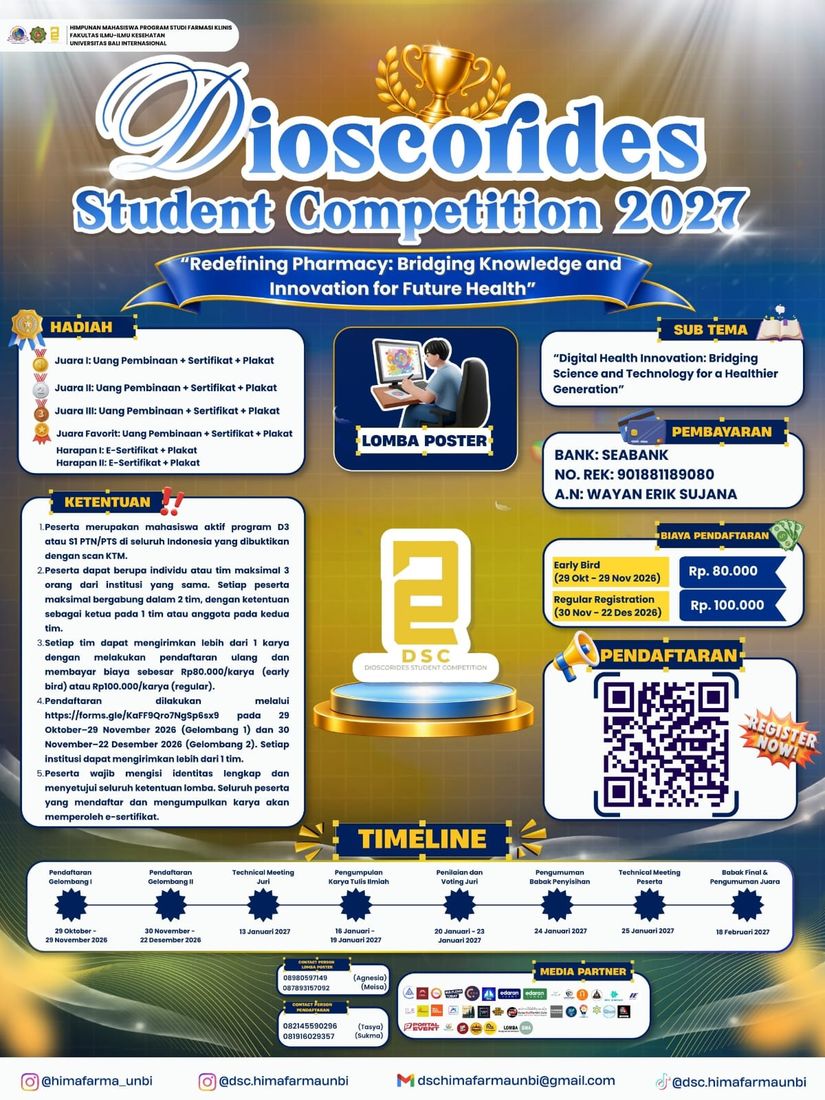 HIMPUNAN MAHASISWA PROGRAM STUDI FARMASI KLINIS
FAKULTAS ILMU-ILMU KESEHATAN
UNIVERSITAS BALI INTERNASIONAL
Dioscorides
Student Competition 2027
“Redefining Pharmacy: Bridging Knowledge and
Innovation for Future Health”
HADIAH
Juara I: Uang Pembinaan + Sertifikat + Plakat
Juara II: Uang Pembinaan + Sertifikat + Plakat
Juara III: Uang Pembinaan + Sertifikat + Plakat
Juara Favorit: Uang Pembinaan + Sertifikat + Plakat
Harapan I: E-Sertifikat + Plakat
Harapan II: E-Sertifikat + Plakat
LOMBA POSTER
SUB TEMA
“Digital Health Innovation: Bridging
Science and Technology for a Healthier
Generation”
PEMBAYARAN
BANK: SEABANK
NO. REK: 901881189080
A.N: WAYAN ERIK SUJANA
KETENTUAN
1. Peserta merupakan mahasiswa aktif program D3
atau S1 PTN/PTS di seluruh Indonesia yang dibuktikan
dengan scan KTM.
2. Peserta dapat berupa individu atau tim maksimal 3
orang dari institusi yang sama. Setiap peserta
maksimal bergabung dalam 2 tim, dengan ketentuan
sebagai ketua pada 1 tim atau anggota pada kedua
tim.
3. Setiap tim dapat mengirimkan lebih dari 1 karya
dengan melakukan pendaftaran ulang dan
membayar biaya sebesar Rp80.000/karya (early
bird) atau Rp100.000/karya (regular).
4. Pendaftaran dilakukan melalui
https://forms.gle/KaFF9Qro7NgSp6sx9 pada 29
Oktober–29 November 2026 (Gelombang 1) dan 30
November–22 Desember 2026 (Gelombang 2). Setiap
institusi dapat mengirimkan lebih dari 1 tim.
5. Peserta wajib mengisi identitas lengkap dan
menyetujui seluruh ketentuan lomba. Seluruh peserta
yang mendaftar dan mengumpulkan karya akan
memperoleh e-sertifikat.
DSC
DIOSCORIDES STUDENT COMPETITION
BIAYA PENDAFTARAN
Early Bird
(29 Okt - 29 Nov 2026)
Rp. 80.000
Regular Registration
(30 Nov - 22 Des 2026)
Rp. 100.000
PENDAFTARAN
REGISTER
NOW!
TIMELINE
Pendaftaran
Gelombang I
29 Oktober -
29 November 2026
Pendaftaran
Gelombang II
30 November -
22 Desember 2026
Technical Meeting
Juri
13 Januari 2027
Pengumpulan
Karya Tulis Ilmiah
16 Januari -
19 Januari 2027
Penilaian dan
Voting Juri
20 Januari - 23
Januari 2027
Pengumuman
Babak Penyisihan
24 Januari 2027
Technical Meeting
Peserta
25 Januari 2027
Babak Final &
Pengumuman Juara
18 Februari 2027
CONTACT PERSON
LOMBA POSTER
08980597149 (Agnesia)
087893157092 (Meisa)
CONTACT PERSON
PENDAFTARAN
082145590296 (Tasya)
081916029357 (Sukma)
MEDIA PARTNER
edaran
edaran
PORTAL
EVENT
LOMBA
@himafarma_unbi
@dsc.himafarmaunbi
dschimafarmaunbi@gmail.com
@dsc.himafarmaunbi